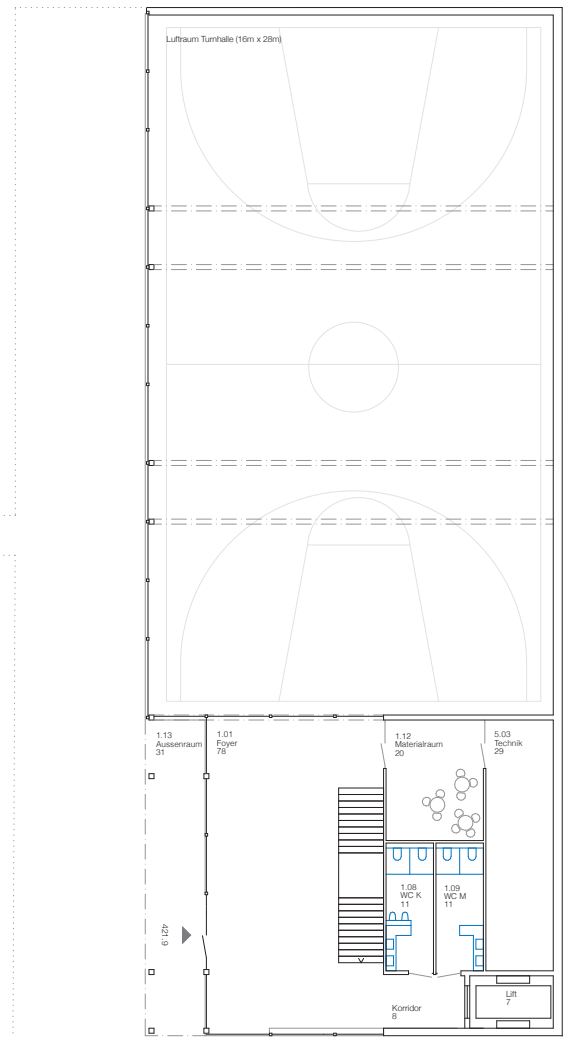 Luftraum Turnhalle (16m x 28m)
1.13
Aussenraum
31
1.01
Foyer
78
1.12
Materialraum
20
5.03
Technik
29
1.08
WC K
11
1.09
WC M
11
421.9
Korridor
8
Lift
7